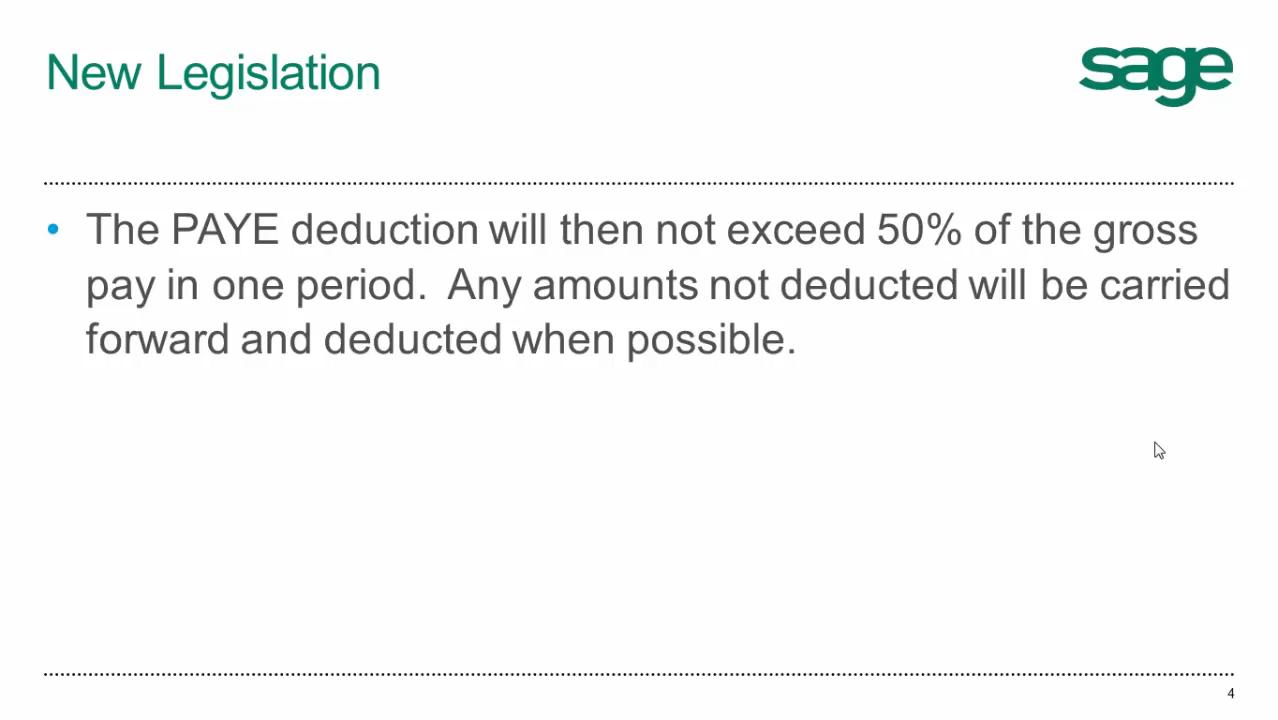 New Legislation
sage
• The PAYE deduction will then not exceed 50% of the gross
pay in one period.  Any amounts not deducted will be carried
forward and deducted when possible.
4